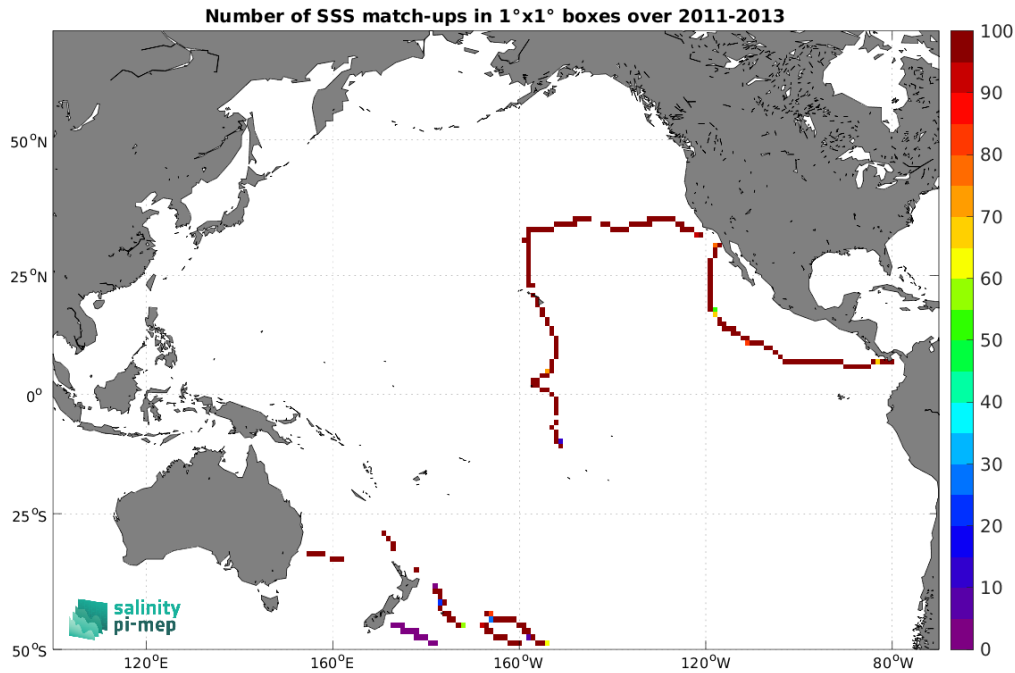 Number of SSS match-ups in 1°x1° boxes over 2011-2013
50°N
25°N
0°
25°S
50°S
120°E
160°E
160°W
120°W
80°W
100
90
80
70
60
50
40
30
20
10
0
salinity
pi-mep